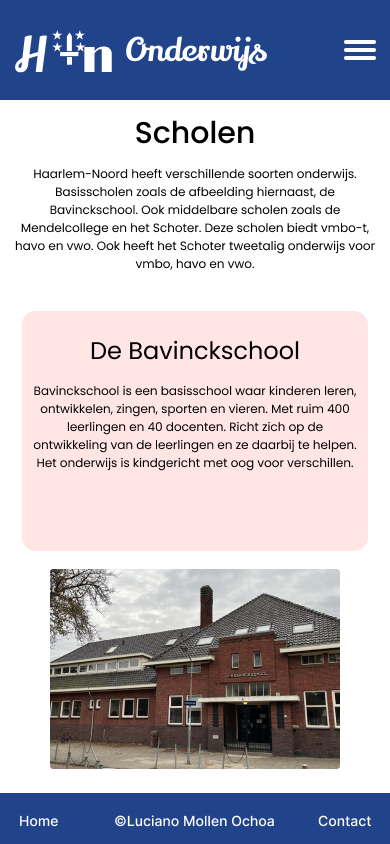 H n Onderwijs
Scholen
Haarlem-Noord heeft verschillende soorten onderwijs.
Basisscholen zoals de afbeelding hiernaast, de
Bavinckschool. Ook middelbare scholen zoals de
Mendelcollege en het Schoter. Deze scholen biedt vmbo-t,
havo en vwo. Ook heeft het Schoter tweetalig onderwijs voor
vmbo, havo en vwo.
De Bavinckschool
Bavinckschool is een basisschool waar kinderen leren,
ontwikkelen, zingen, sporten en vieren. Met ruim 400
leerlingen en 40 docenten. Richt zich op de
ontwikkeling van de leerlingen en ze daarbij te helpen.
Het onderwijs is kindgericht met oog voor verschillen.
Home ©Luciano Mollen Ochoa Contact